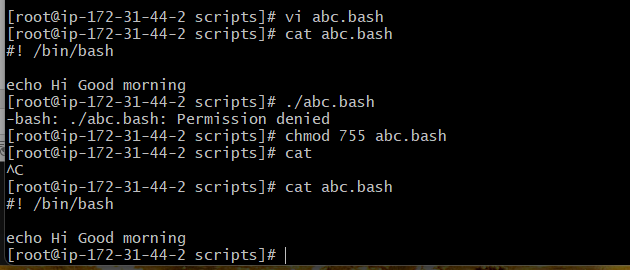 [root@ip-172-31-44-2 scripts]# vi abc.bash
[root@ip-172-31-44-2 scripts]# cat abc.bash
#! /bin/bash
echo Hi Good morning
[root@ip-172-31-44-2 scripts]# ./abc.bash
-bash: ./abc.bash: Permission denied
[root@ip-172-31-44-2 scripts]# chmod 755 abc.bash
[root@ip-172-31-44-2 scripts]# cat
^C
[root@ip-172-31-44-2 scripts]# cat abc.bash
#! /bin/bash
echo Hi Good morning
[root@ip-172-31-44-2 scripts]#